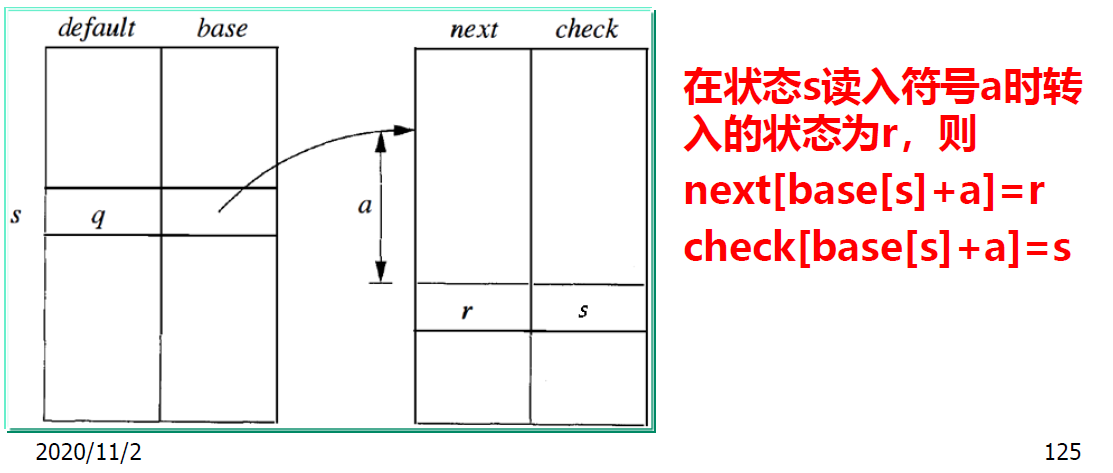 default base next check
在状态s读入符号a时转
入的状态为r，则
next[base[s]+a]=r
check[base[s]+a]=s
s q a
r s
2020/11/2 125